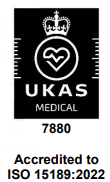 UKAS
MEDICAL
7880
Accredited to
ISO 15189:2022